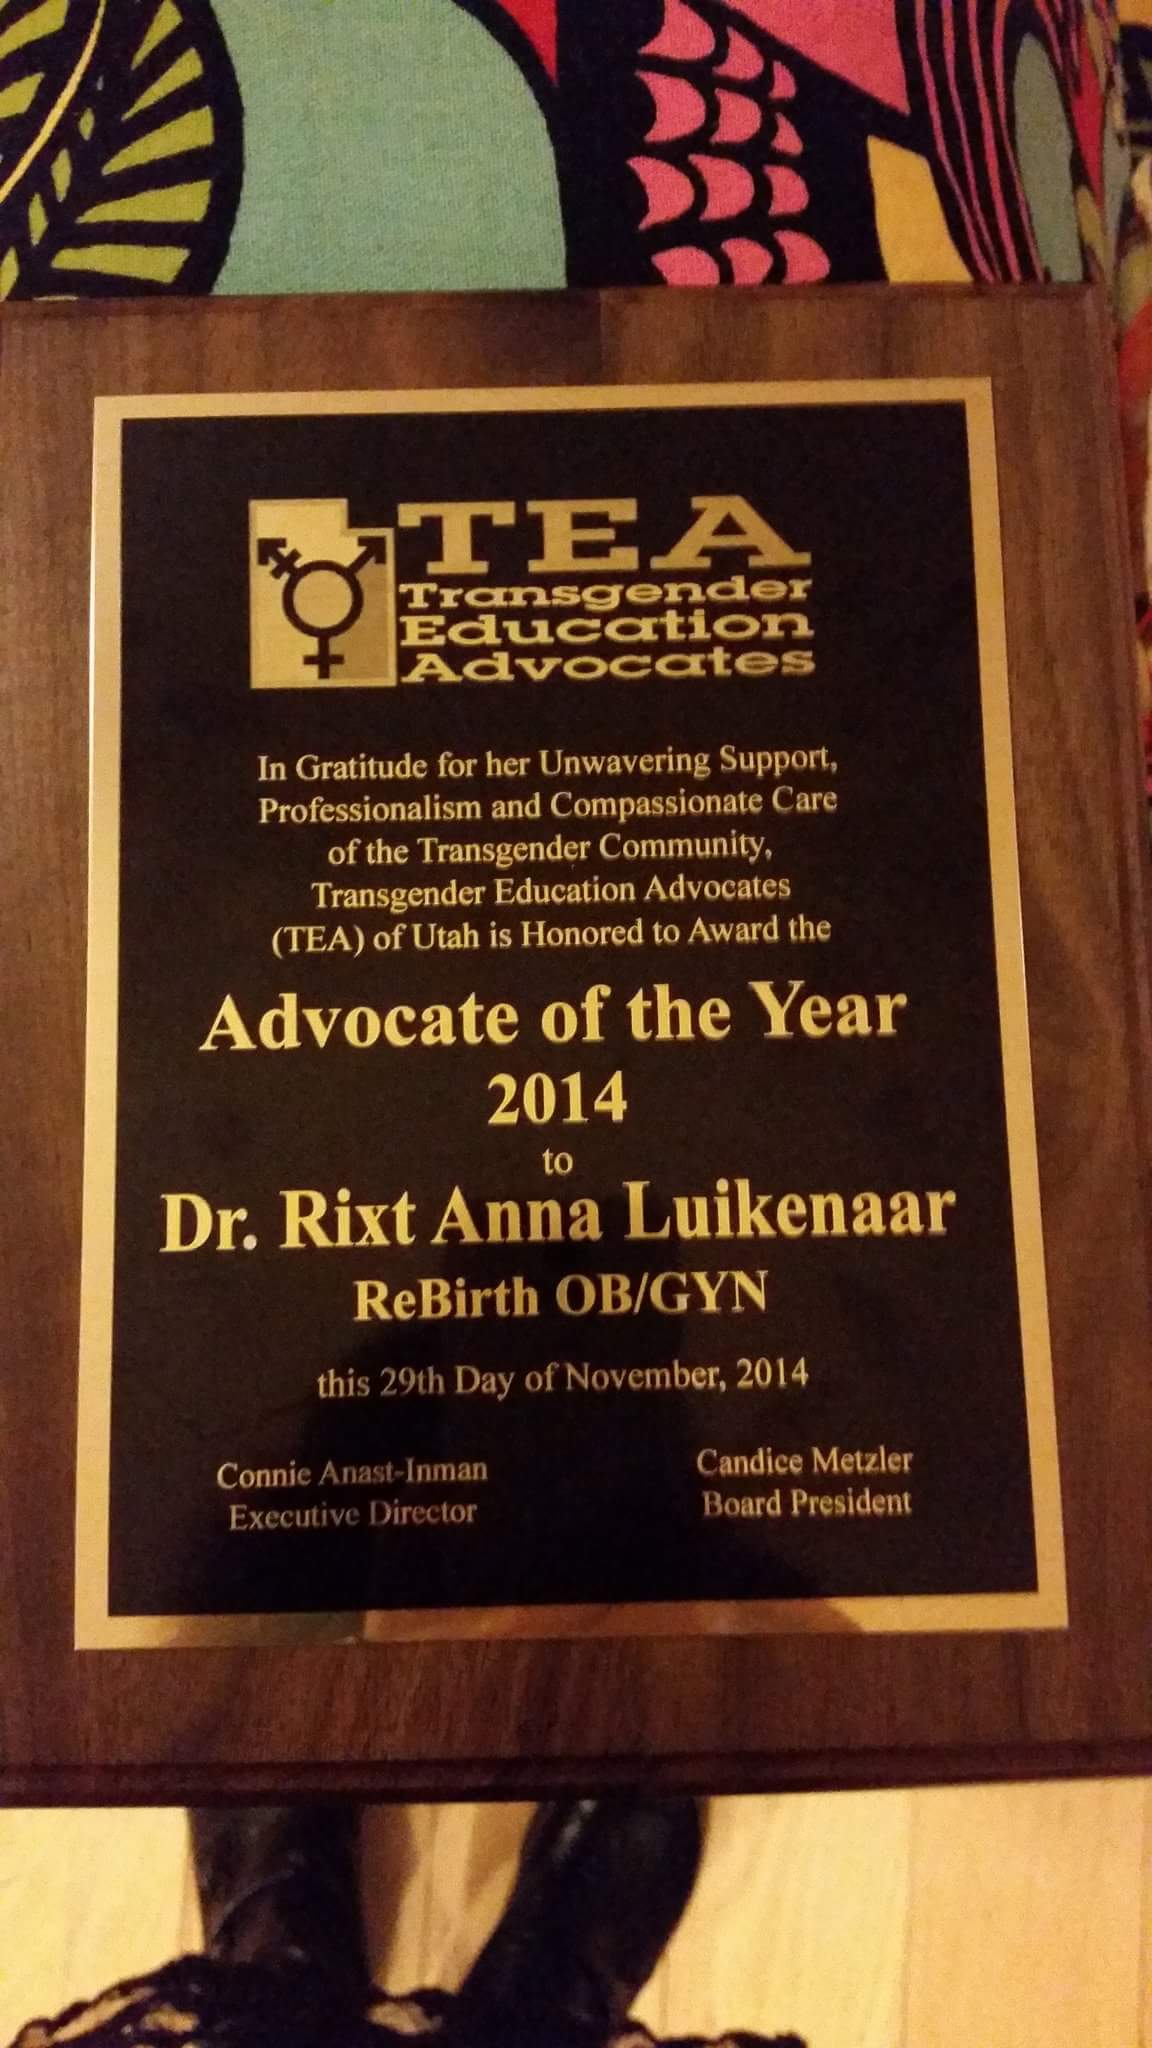 TEA
Transgender
Education
Advocates
In Gratitude for her Unwavering Support,
Professionalism and Compassionate Care
of the Transgender Community,
Transgender Education Advocates
(TEA) of Utah is Honored to Award the
Advocate of the Year
2014
to
Dr. Rixt Anna Luikenaar
ReBirth OB/GYN
this 29th Day of November, 2014
Connie Anast-Inman
Executive Director
Candice Metzler
Board President